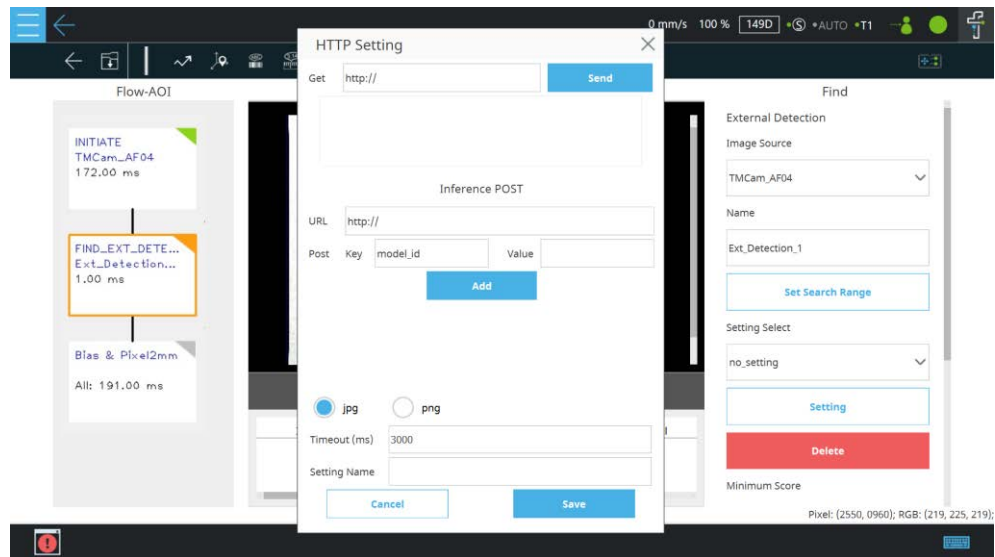 0 mm/s 100 % 149D •Ⓢ •AUTO •T1
HTTP Setting
Get http:// Send
Inference POST
URL http://
Post Key model_id Value
Add
jpg png
Timeout (ms) 3000
Setting Name
Cancel Save
Flow-AOI
INITIATE
TMCam_AF04
172.00 ms
FIND_EXT_DETE...
Ext_Detection...
1.00 ms
Bias & Pixel2mm
All: 191.00 ms
Find
External Detection
Image Source
TMCam_AF04
Name
Ext_Detection_1
Set Search Range
Setting Select
no_setting
Setting
Delete
Minimum Score
Pixel: (2550, 0960); RGB: (219, 225, 219);